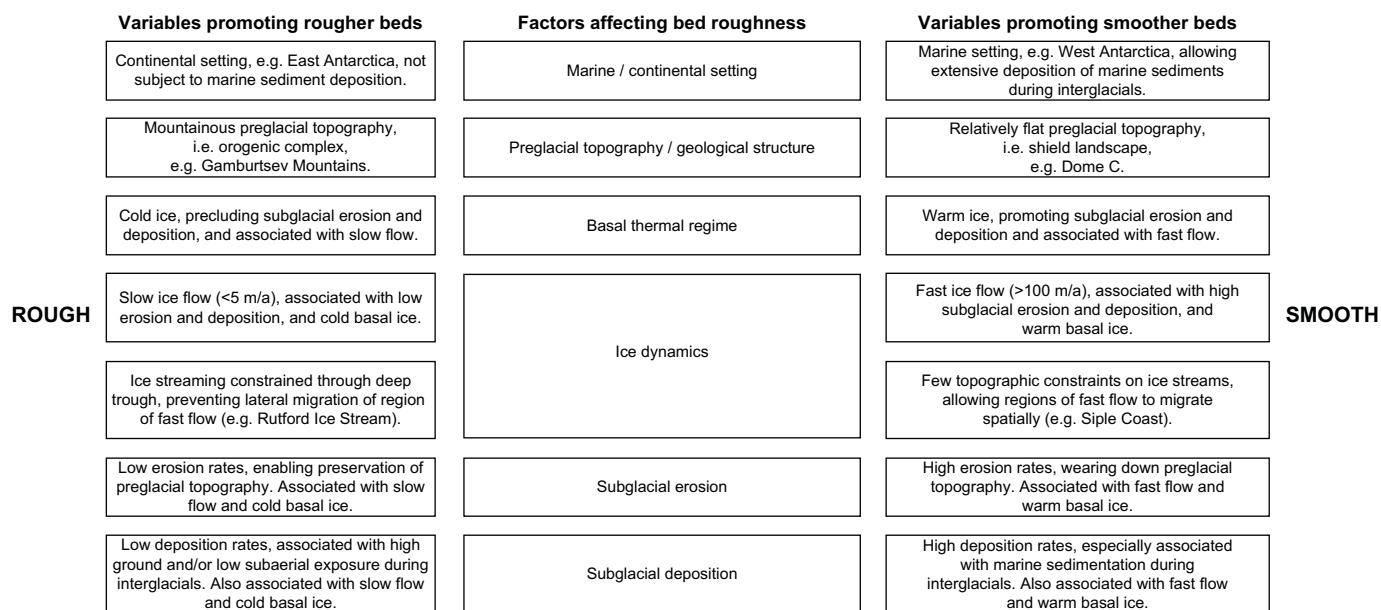 Variables promoting rougher beds
Factors affecting bed roughness
Variables promoting smoother beds
Continental setting, e.g. East Antarctica, not
subject to marine sediment deposition.
Marine / continental setting
Marine setting, e.g. West Antarctica, allowing
extensive deposition of marine sediments
during interglacials.
Mountainous preglacial topography,
i.e. orogenic complex,
e.g. Gamburtsev Mountains.
Preglacial topography / geological structure
Relatively flat preglacial topography,
i.e. shield landscape,
e.g. Dome C.
Cold ice, precluding subglacial erosion and
deposition, and associated with slow flow.
Basal thermal regime
Warm ice, promoting subglacial erosion and
deposition and associated with fast flow.
ROUGH
Slow ice flow (<5 m/a), associated with low
erosion and deposition, and cold basal ice.
Ice dynamics
Fast ice flow (>100 m/a), associated with high
subglacial erosion and deposition, and
warm basal ice.
SMOOTH
Ice streaming constrained through deep
trough, preventing lateral migration of region
of fast flow (e.g. Rutford Ice Stream).
Few topographic constraints on ice streams,
allowing regions of fast flow to migrate
spatially (e.g. Siple Coast).
Low erosion rates, enabling preservation of
preglacial topography. Associated with slow
flow and cold basal ice.
Subglacial erosion
High erosion rates, wearing down preglacial
topography. Associated with fast flow and
warm basal ice.
Low deposition rates, associated with high
ground and/or low subaerial exposure during
interglacials. Also associated with slow flow
and cold basal ice.
Subglacial deposition
High deposition rates, especially associated
with marine sedimentation during
interglacials. Also associated with fast flow
and warm basal ice.